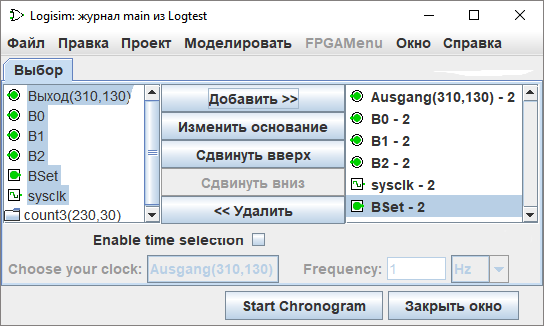 Logisim: журнал main из Logtest
Файл Правка Проект Моделировать FPGAMenu Окно Справка
Выбор
Выход(310,130)
B0
B1
B2
BSet
sysclk
count3(230,30)
Добавить >>
Изменить основание
Сдвинуть вверх
Сдвинуть вниз
<< Удалить
Ausgang(310,130) - 2
B0 - 2
B1 - 2
B2 - 2
sysclk - 2
BSet - 2
Enable time selection
Choose your clock: Ausgang(310,130) Frequency: 1 Hz
Start Chronogram Закрыть окно